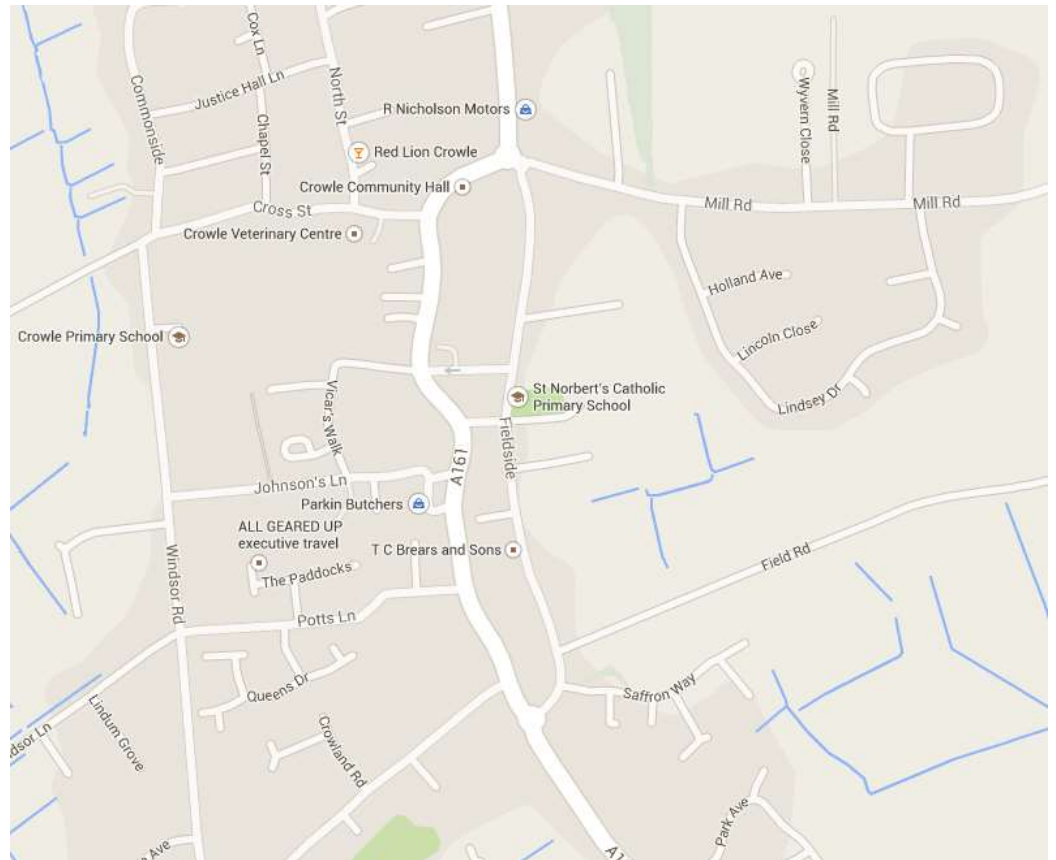 Cox Ln
Commonside
Justice Hall Ln
North St
R Nicholson Motors
Wyvern Close
Mill Rd
Chapel St
Red Lion Crowle
Crowle Community Hall
Cross St
Mill Rd
Mill Rd
Crowle Veterinary Centre
Holland Ave
Crowle Primary School
Lincoln Close
Vicar's Walk
St Norbert's Catholic
Primary School
Lindsey Dr
Fieldside
A161
Johnson's Ln
Parkin Butchers
ALL GEARED UP
executive travel
T C Brears and Sons
Field Rd
The Paddocks
Windsor Rd
Potts Ln
Queens Dr
Saffron Way
Lindum Grove
dsor Ln
Crowland Rd
Park Ave
Ave